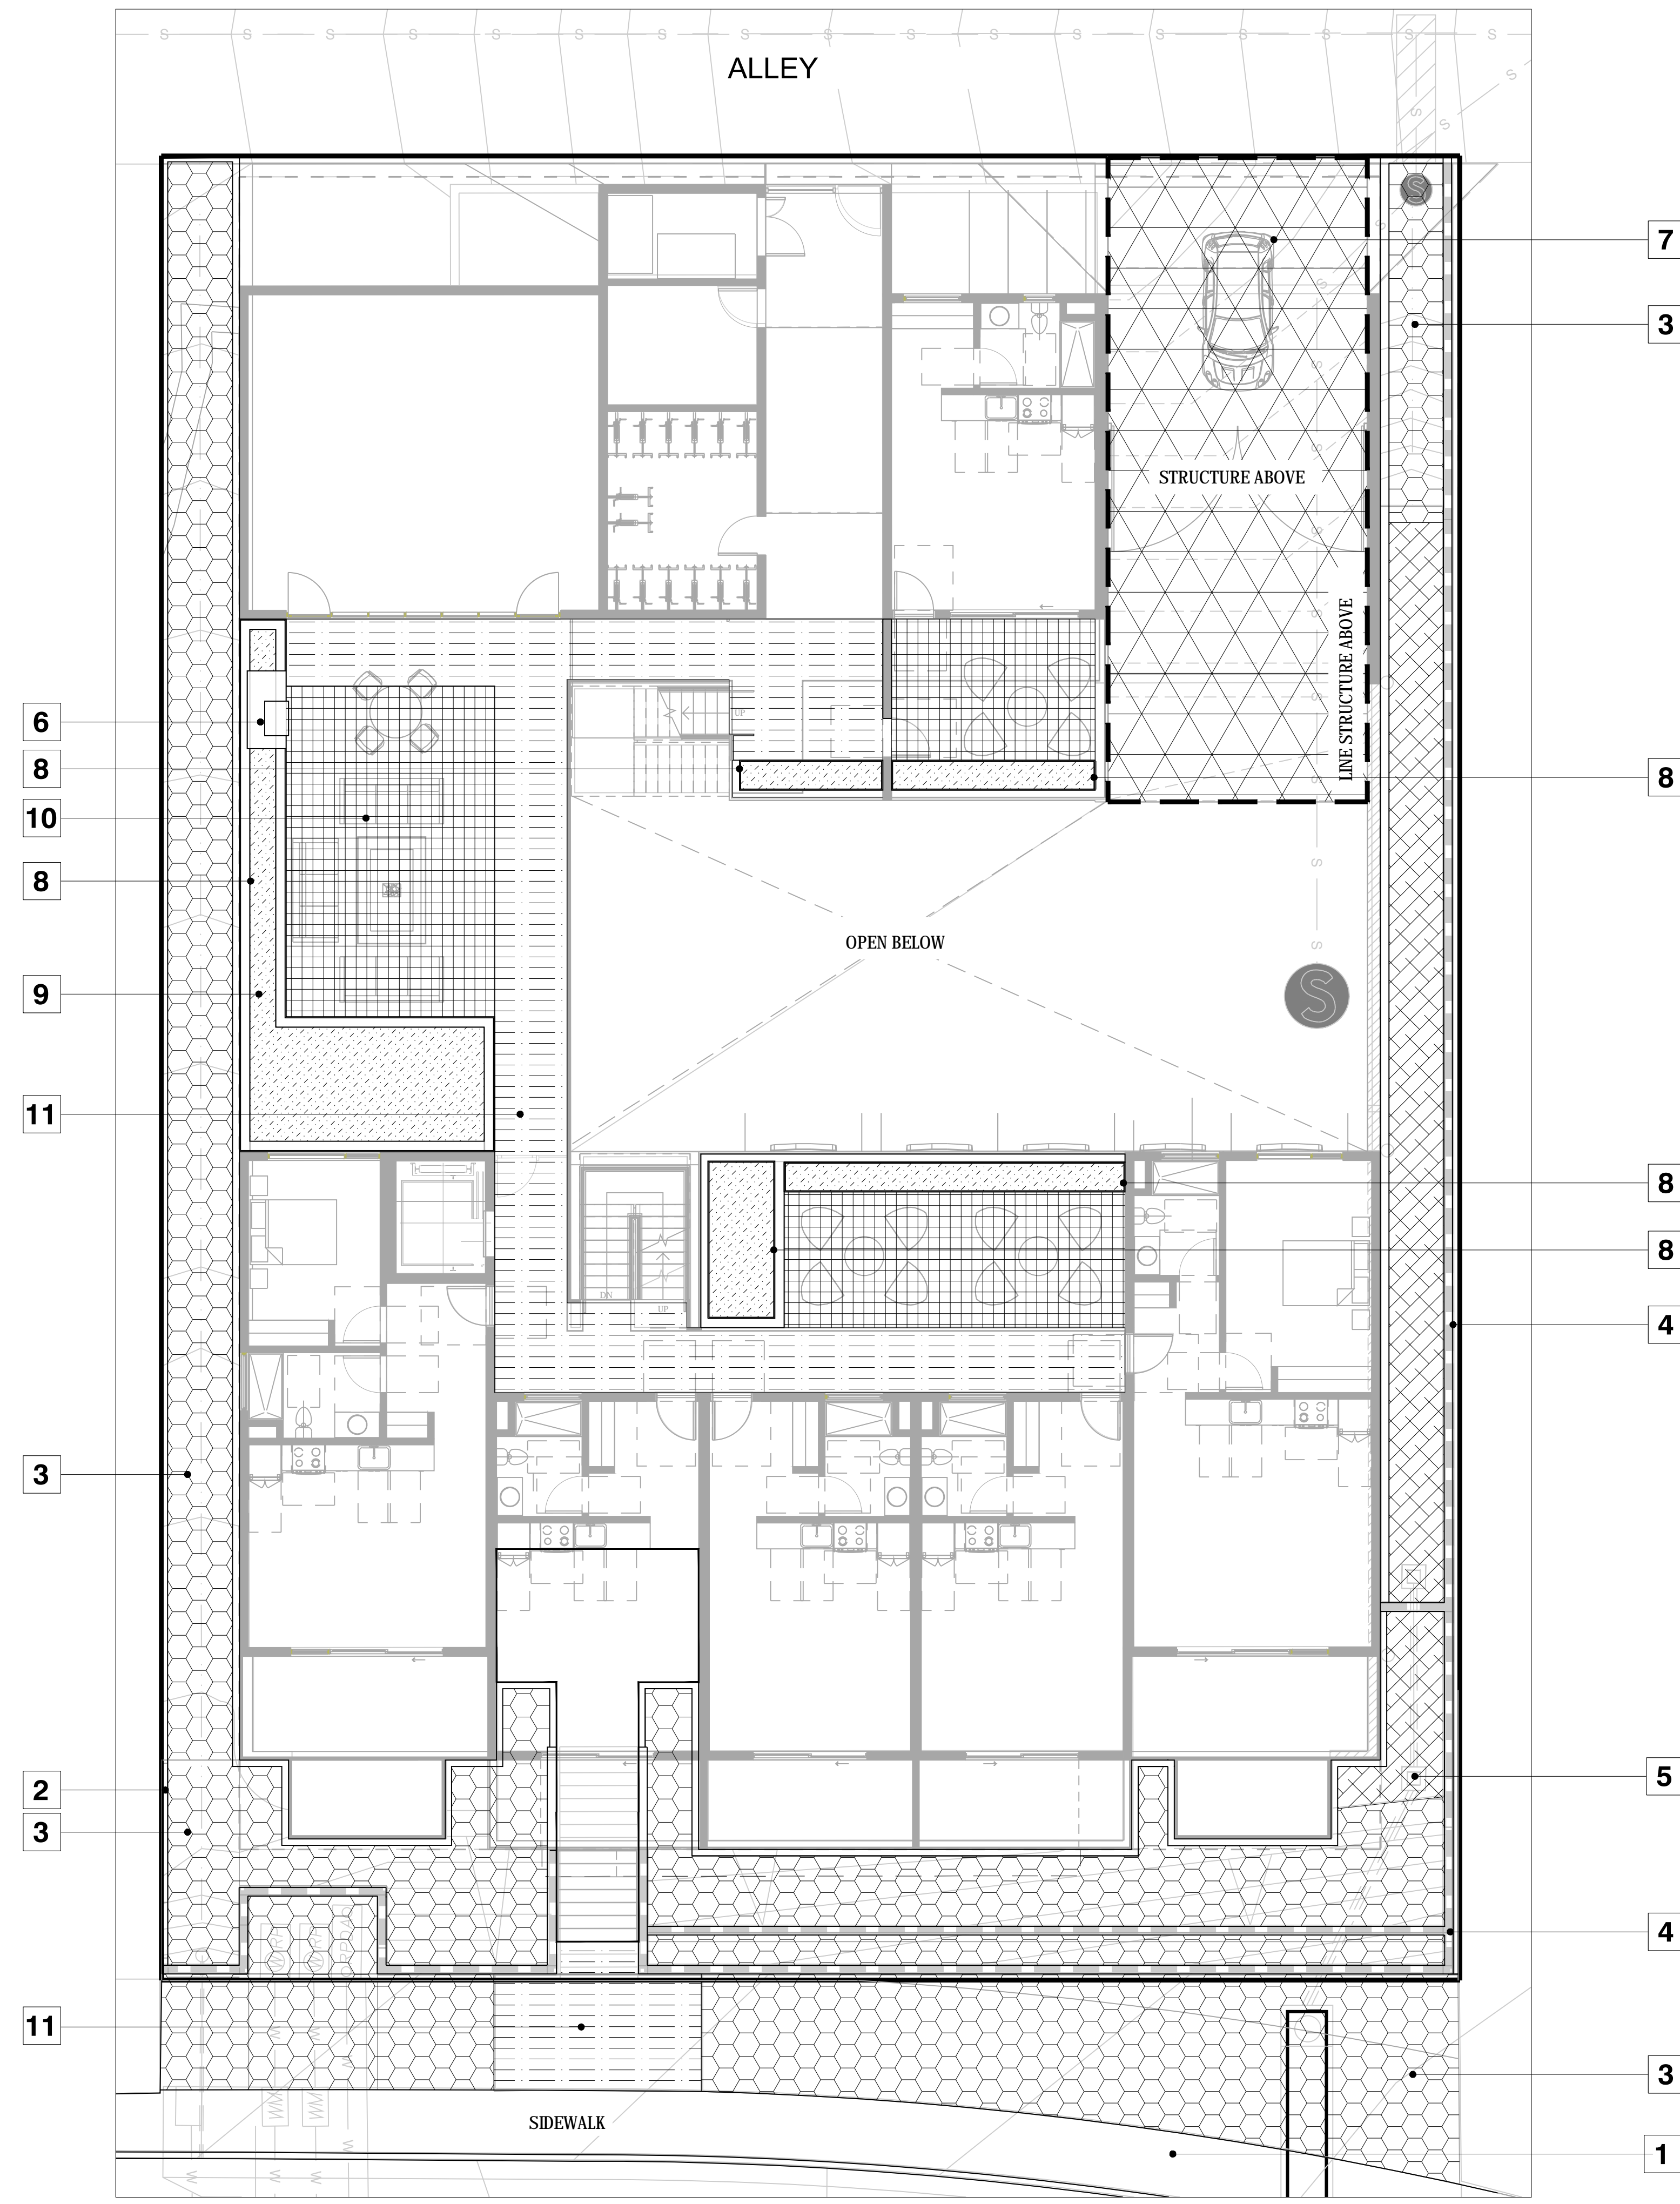 S S S S S S S S S S S S S S S S S
ALLEY
S
S
S
S
7
3
STRUCTURE ABOVE
LINE STRUCTURE ABOVE
6
UP
8
8
10
S
8
OPEN BELOW
S
9
S
11
8
8
DN
UP
4
3
2
5
3
4
11
3
SIDEWALK
W
1
W
W
W